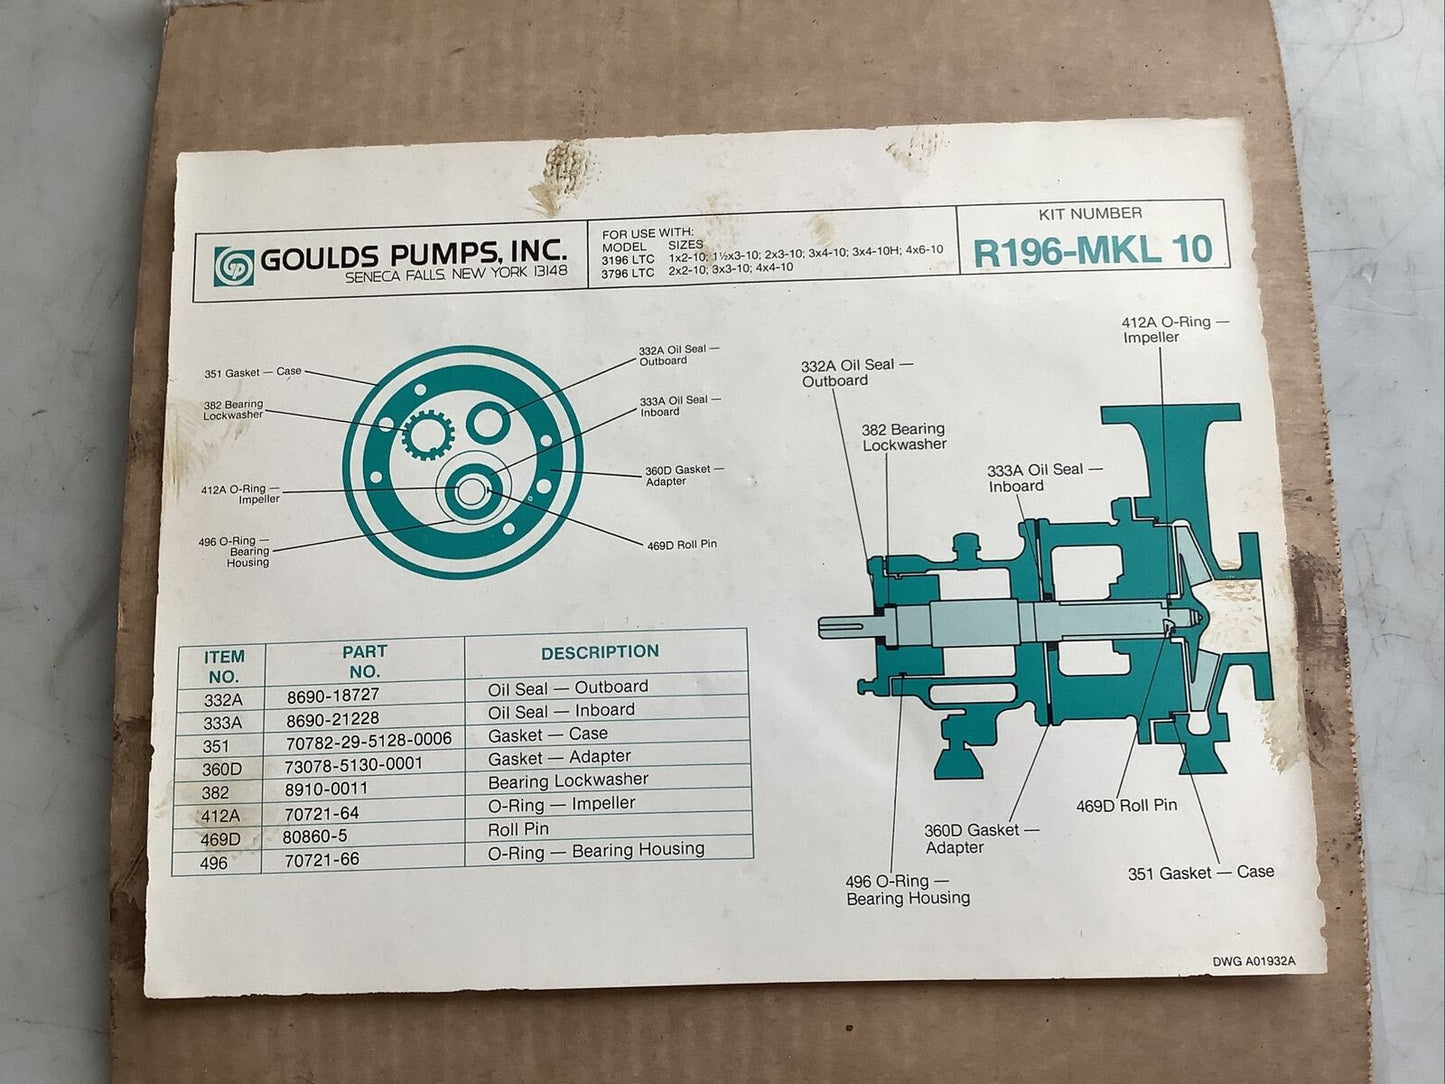 GOULDS PUMPS, INC.
SENECA FALLS, NEW YORK 13148
FOR USE WITH:
MODEL SIZES
3196 LTC 1x2-10; 1½x3-10; 2x3-10; 3x4-10; 3x4-10H; 4x6-10
3796 LTC 2x2-10; 3x3-10; 4x4-10
KIT NUMBER
R196-MKL 10
351 Gasket — Case
382 Bearing
Lockwasher
412A O-Ring —
Impeller
496 O-Ring —
Bearing
Housing
332A Oil Seal —
Outboard
333A Oil Seal —
Inboard
360D Gasket —
Adapter
469D Roll Pin
412A O-Ring —
Impeller
332A Oil Seal —
Outboard
382 Bearing
Lockwasher
333A Oil Seal —
Inboard
469D Roll Pin
360D Gasket —
Adapter
351 Gasket — Case
496 O-Ring —
Bearing Housing
ITEM NO. PART NO. DESCRIPTION
332A 8690-18727 Oil Seal — Outboard
333A 8690-21228 Oil Seal — Inboard
351 70782-29-5128-0006 Gasket — Case
360D 73078-5130-0001 Gasket — Adapter
382 8910-0011 Bearing Lockwasher
412A 70721-64 O-Ring — Impeller
469D 80860-5 Roll Pin
496 70721-66 O-Ring — Bearing Housing
DWG A01932A